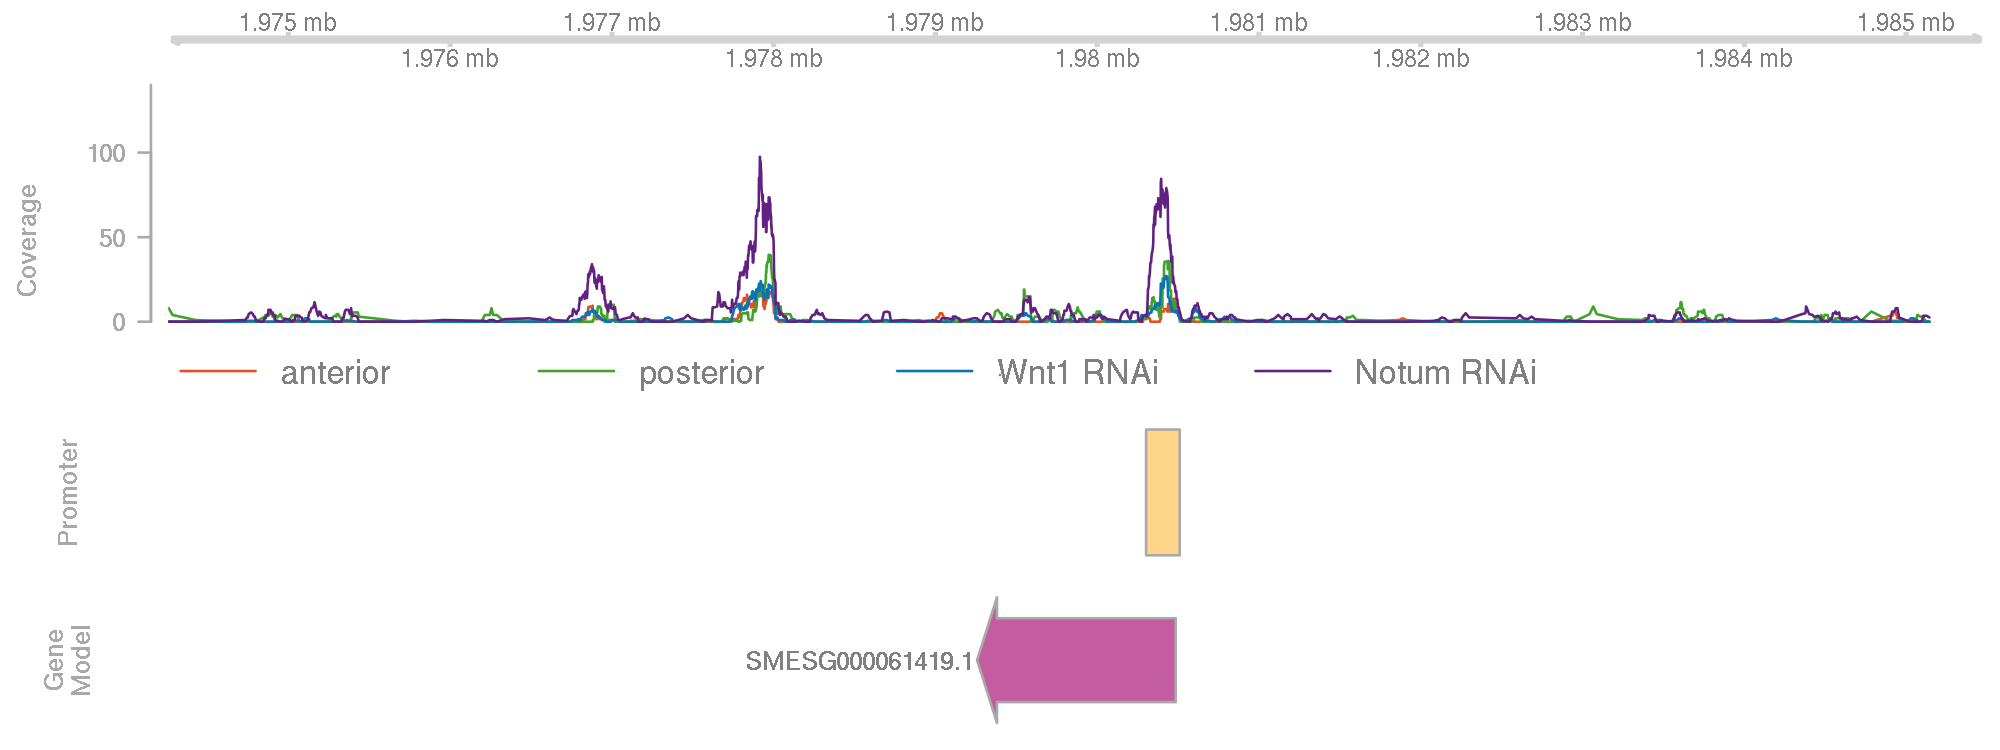 1.975 mb 1.977 mb 1.979 mb 1.981 mb 1.983 mb 1.985 mb
1.976 mb 1.978 mb 1.98 mb 1.982 mb 1.984 mb
Coverage
100
50
0
anterior posterior Wnt1 RNAi Notum RNAi
Promoter
Gene
Model
SMESG000061419.1